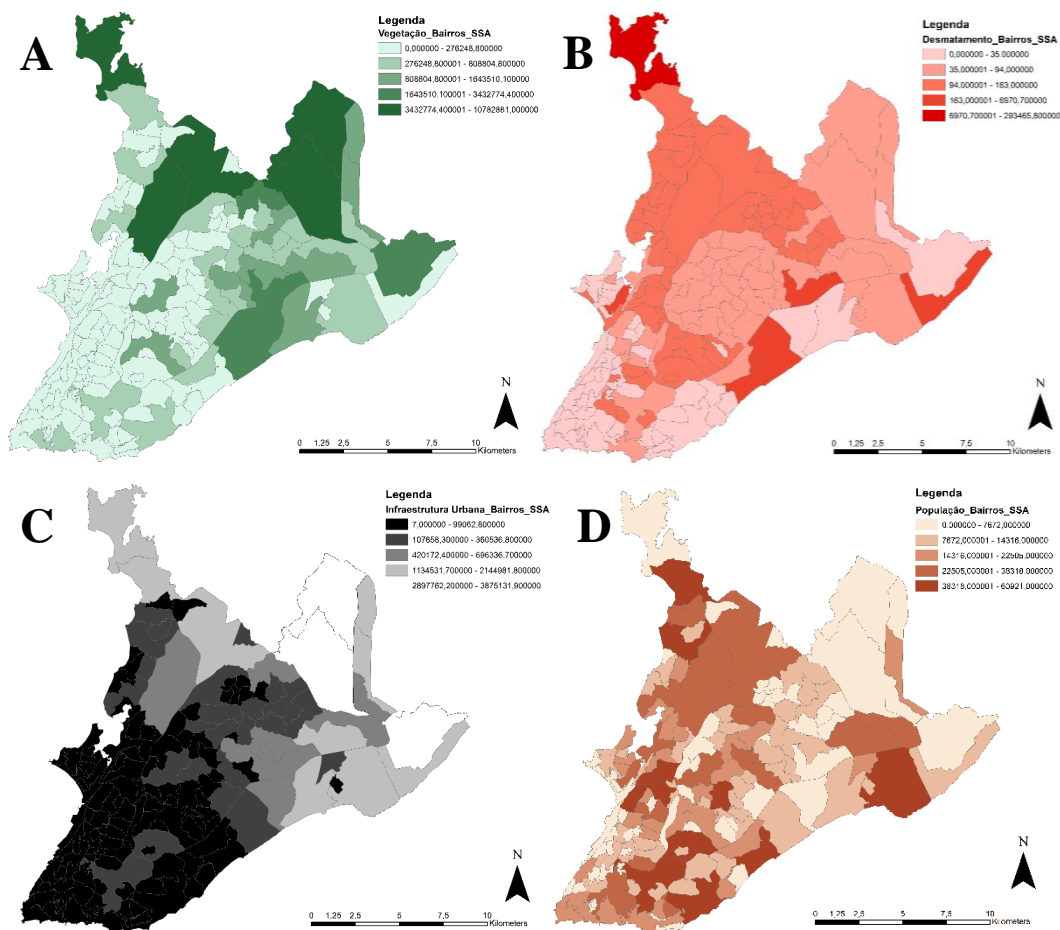 A
Legenda
Vegetação_Bairros_SSA
0,000000 - 276248,800000
276248,800001 - 808804,800000
808804,800001 - 1643510,100000
1643510,100001 - 3432774,400000
3432774,400001 - 10782881,000000
N
0 1,25 2,5 5 7,5 10
Kilometers
B
Legenda
Desmatamento_Bairros_SSA
0,000000 - 35,000000
35,000001 - 94,000000
94,000001 - 163,000000
163,000001 - 6970,700000
6970,700001 - 293465,800000
N
0 1,25 2,5 5 7,5 10
Kilometers
C
Legenda
Infraestrutura Urbana_Bairros_SSA
7,000000 - 99062,800000
107858,300000 - 360536,800000
420172,400000 - 696336,700000
1134531,700000 - 2144981,800000
2897762,200000 - 3875131,900000
N
0 1,25 2,5 5 7,5 10
Kilometers
D
Legenda
População_Bairros_SSA
0,000000 - 7672,000000
7672,000001 - 14316,000000
14316,000001 - 22505,000000
22505,000001 - 38318,000000
38318,000001 - 60921,000000
N
0 1,25 2,5 5 7,5 10
Kilometers